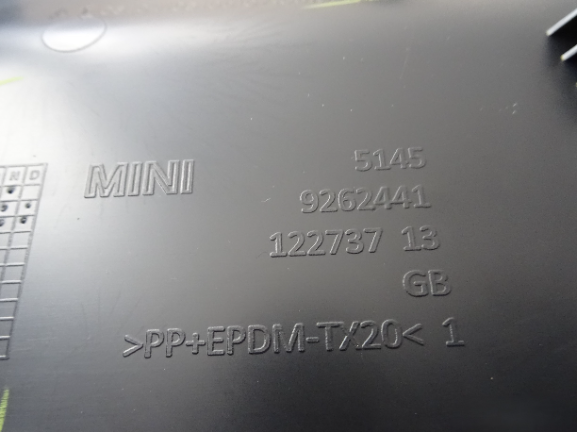 N D
MINI
5145
9262441
122737 13
GB
>PP+EPDM-TX20< 1